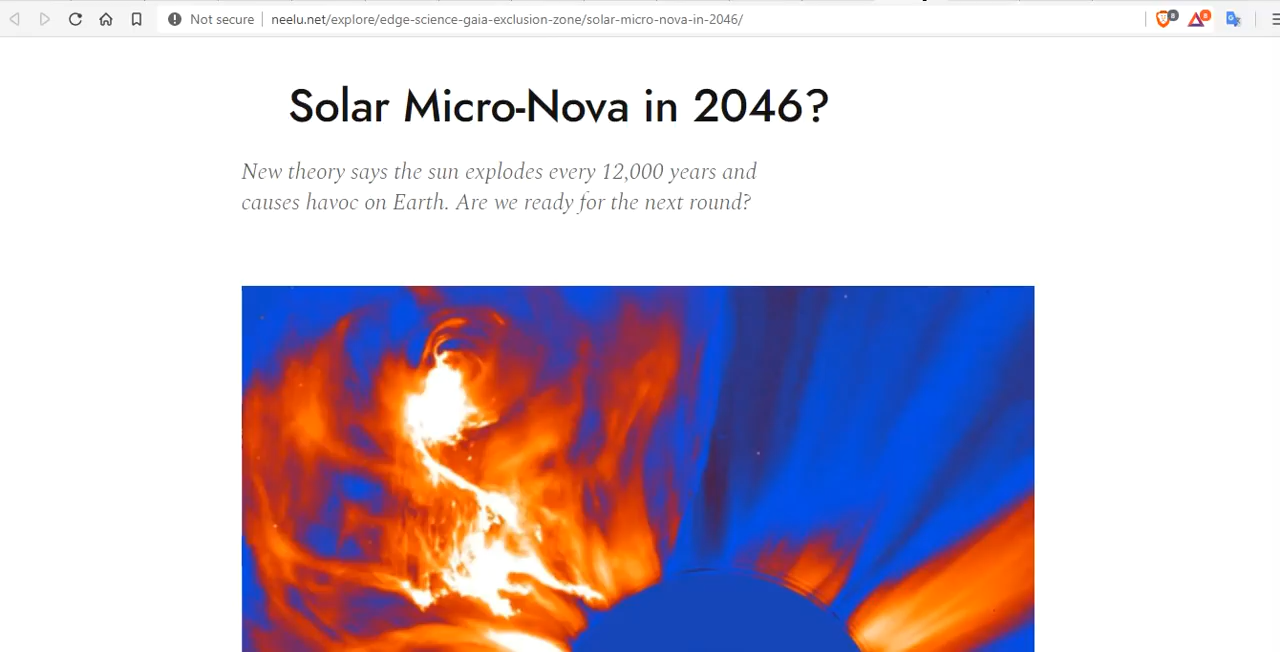 Not secure neelu.net/explore/edge-science-gaia-exclusion-zone/solar-micro-nova-in-2046/ 8 8
Solar Micro-Nova in 2046?
New theory says the sun explodes every 12,000 years and
causes havoc on Earth. Are we ready for the next round?